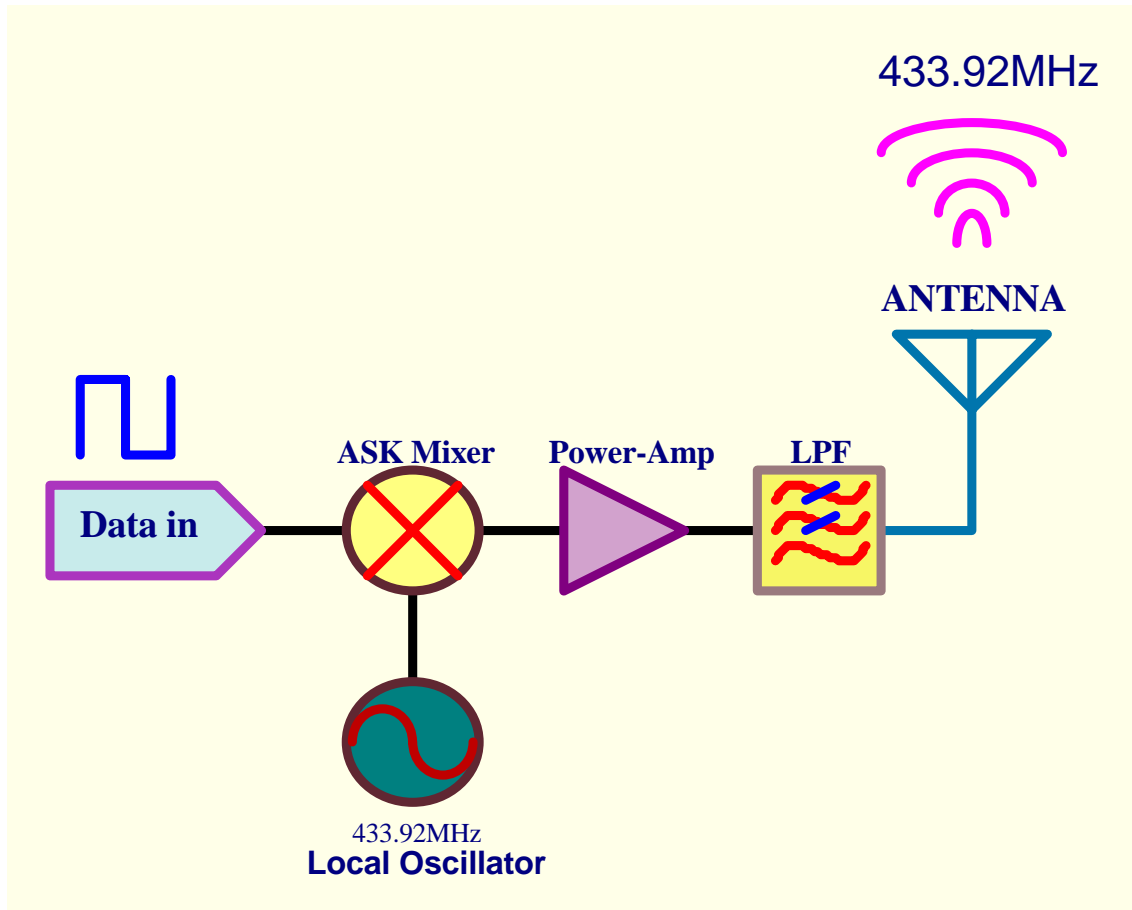 433.92MHz
ANTENNA
ASK Mixer
Power-Amp
LPF
Data in
433.92MHz
Local Oscillator